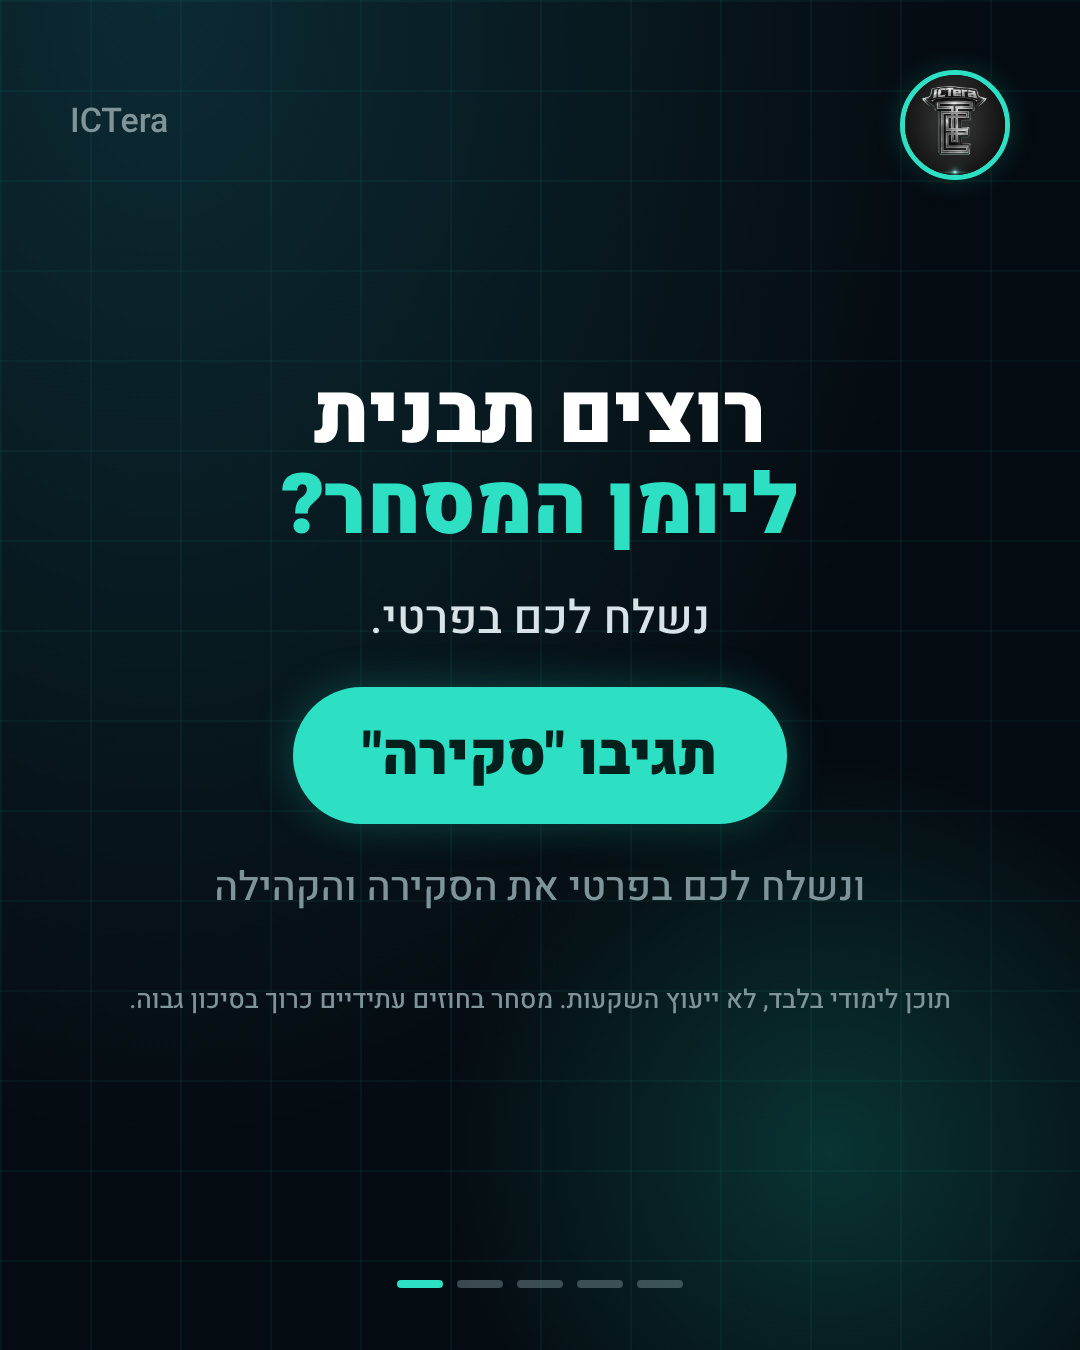 ICTera
ICTera
רוצים תבנית
ליומן המסחר?
נשלח לכם בפרטי.
תגיבו "סקירה"
ונשלח לכם בפרטי את הסקירה והקהילה
תוכן לימודי בלבד, לא ייעוץ השקעות. מסחר בחוזים עתידיים כרוך בסיכון גבוה.